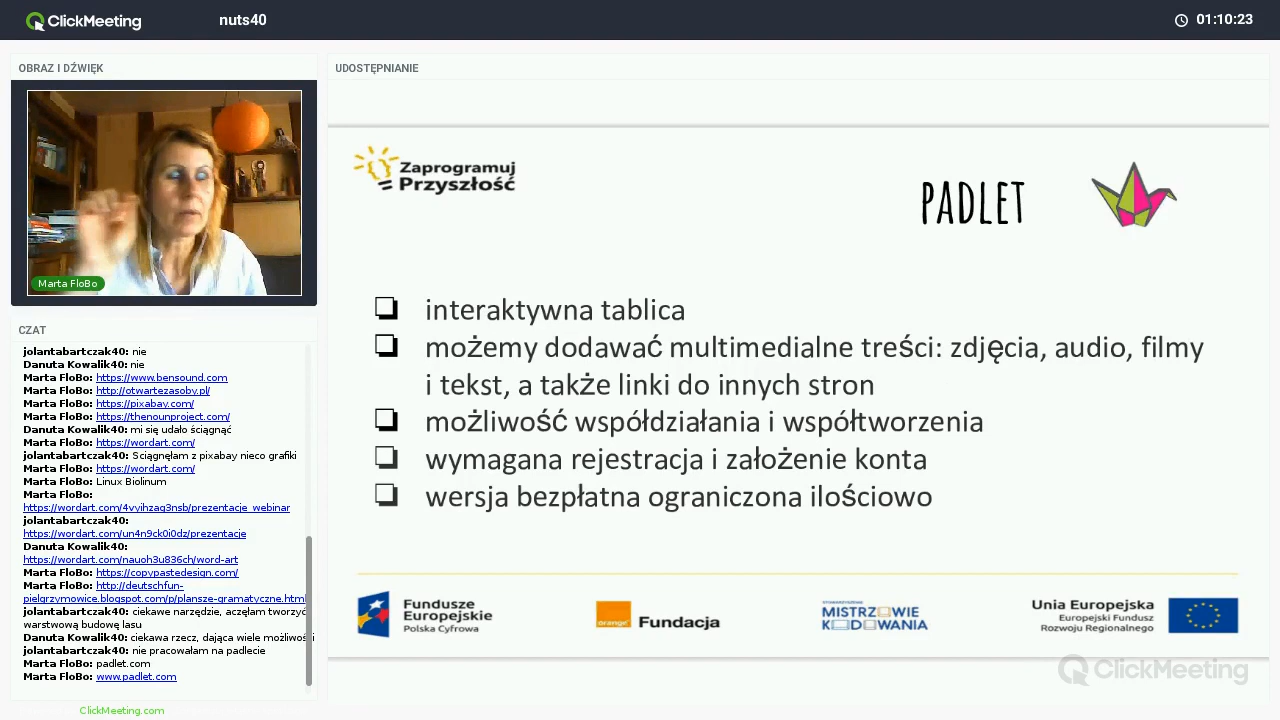 ClickMeeting
nuts40
01:10:23
OBRAZ I DŹWIĘK
Marta FloBo
CZAT
jolantabartczak40: nie
Danuta Kowalik40: nie
Marta FloBo: https://www.bensound.com
Marta FloBo: http://otwartezasoby.pl/
Marta FloBo: https://pixabay.com/
Marta FloBo: https://thenounproject.com/
Danuta Kowalik40: mi się udało ściągnąć
Marta FloBo: https://wordart.com/
jolantabartczak40: Sciągnęłam z pixabay nieco grafiki
Marta FloBo: https://wordart.com/
Marta FloBo: Linux Biolinum
Marta FloBo:
https://wordart.com/4vvihzaq3nsb/prezentacje_webinar
jolantabartczak40:
https://wordart.com/un4n9ck0i0dz/prezentacje
Danuta Kowalik40:
https://wordart.com/nauoh3u836ch/word-art
Marta FloBo: https://copypastedesign.com/
Marta FloBo: http://deutschfun-
pielgrzymowice.blogspot.com/p/plansze-gramatyczne.html
jolantabartczak40: ciekawe narzędzie, aczęłam tworzyć
warstwową budowę lasu
Danuta Kowalik40: ciekawa rzecz, dająca wiele możliwości
jolantabartczak40: nie pracowałam na padlecie
Marta FloBo: padlet.com
Marta FloBo: www.padlet.com
ClickMeeting.com
UDOSTĘPNIANIE
Zaprogramuj
Przyszłość
PADLET
interaktywna tablica
możemy dodawać multimedialne treści: zdjęcia, audio, filmy
i tekst, a także linki do innych stron
możliwość współdziałania i współtworzenia
wymagana rejestracja i założenie konta
wersja bezpłatna ograniczona ilościowo
Fundusze
Europejskie
Polska Cyfrowa
orange
Fundacja
STOWARZYSZENIE
MISTRZOWIE
KODOWANIA
Unia Europejska
Europejski Fundusz
Rozwoju Regionalnego
ClickMeeting